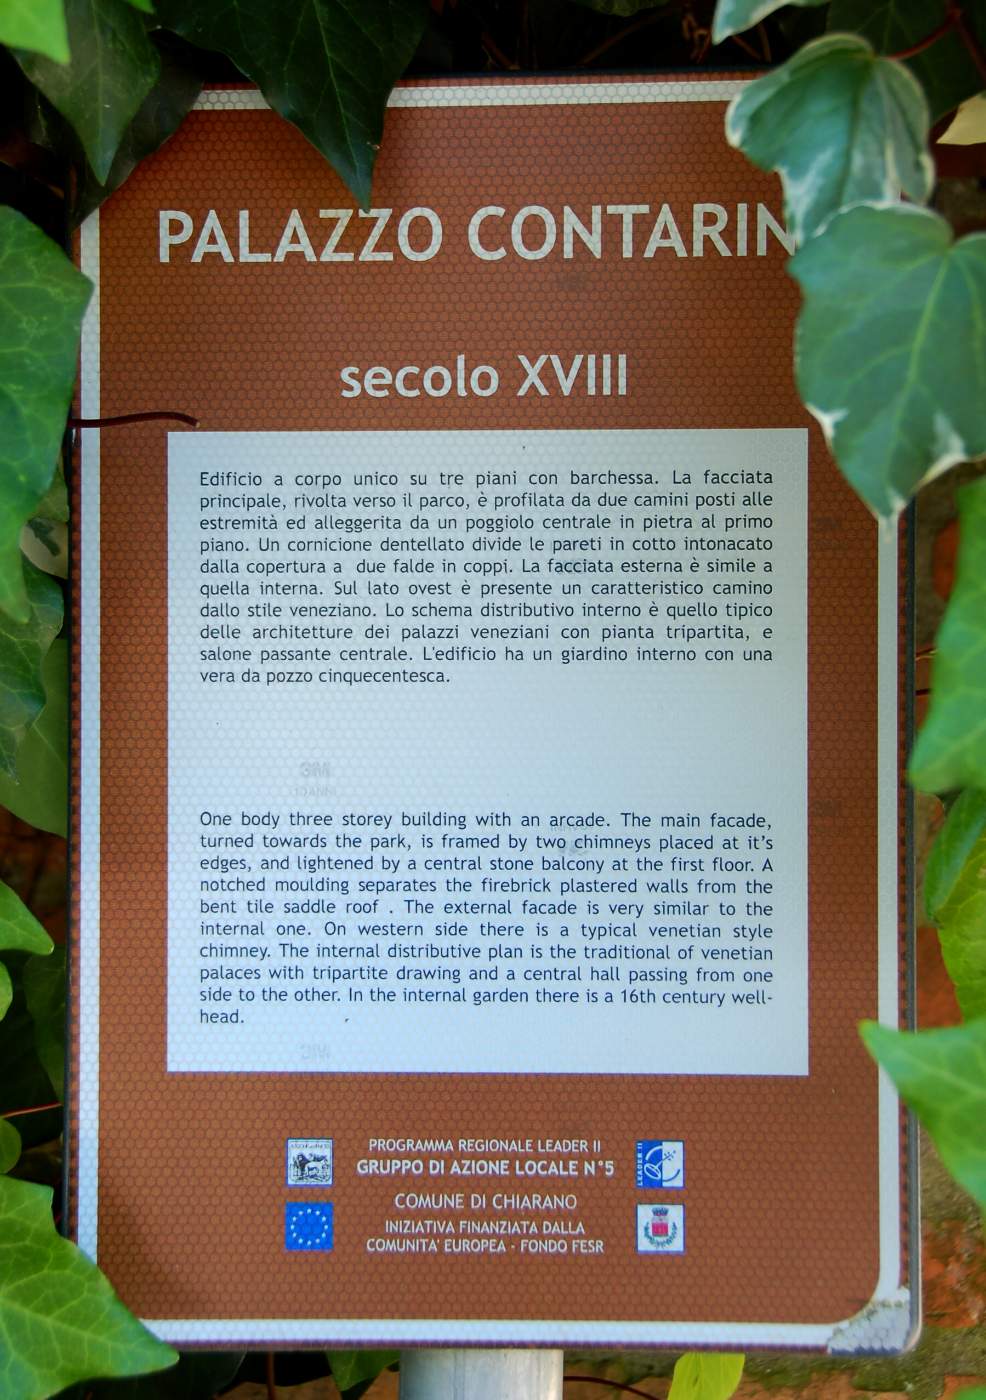 PALAZZO CONTARIN
secolo XVIII
Edificio a corpo unico su tre piani con barchessa. La facciata
principale, rivolta verso il parco, è profilata da due camini posti alle
estremità ed alleggerita da un poggiolo centrale in pietra al primo
piano. Un cornicione dentellato divide le pareti in cotto intonacato
dalla copertura a due falde in coppi. La facciata esterna è simile a
quella interna. Sul lato ovest è presente un caratteristico camino
dallo stile veneziano. Lo schema distributivo interno è quello tipico
delle architetture dei palazzi veneziani con pianta tripartita, e
salone passante centrale. L'edificio ha un giardino interno con una
vera da pozzo cinquecentesca.
One body three storey building with an arcade. The main facade,
turned towards the park, is framed by two chimneys placed at it's
edges, and lightened by a central stone balcony at the first floor. A
notched moulding separates the firebrick plastered walls from the
bent tile saddle roof . The external facade is very similar to the
internal one. On western side there is a typical venetian style
chimney. The internal distributive plan is the traditional of venetian
palaces with tripartite drawing and a central hall passing from one
side to the other. In the internal garden there is a 16th century well-
head.
PROGRAMMA REGIONALE LEADER II
GRUPPO DI AZIONE LOCALE N°5
LEADER II
COMUNE DI CHIARANO
INIZIATIVA FINANZIATA DALLA
COMUNITA' EUROPEA - FONDO FESR